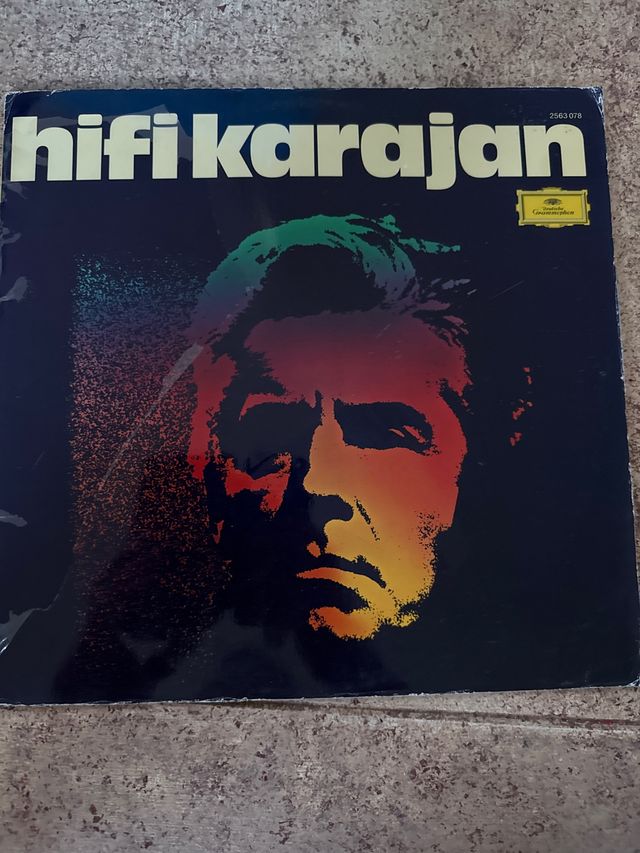 hifi karajan
2563 078
Deutsche
Grammophon